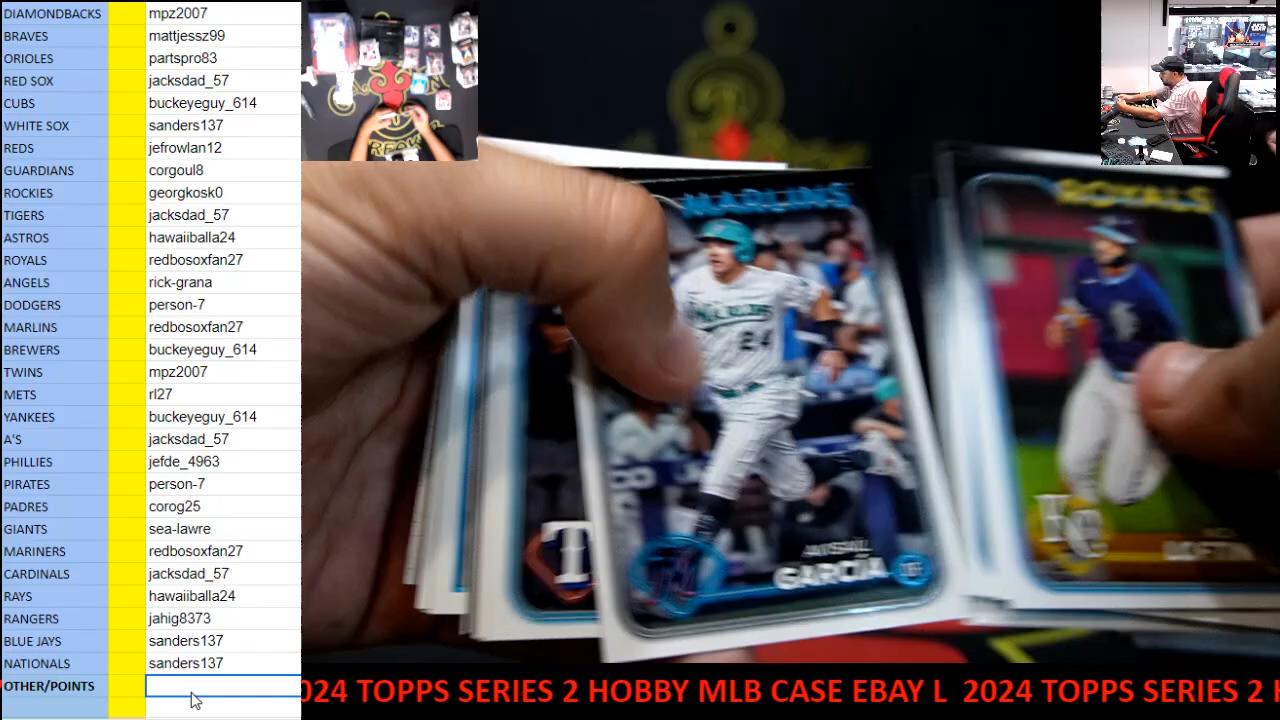 DIAMONDBACKS mpz2007
BRAVES mattjessz99
ORIOLES partspro83
RED SOX jacksdad_57
CUBS buckeyeguy_614
WHITE SOX sanders137
REDS jefrowlan12
GUARDIANS corgoul8
ROCKIES georgkosk0
TIGERS jacksdad_57
ASTROS hawaiiballa24
ROYALS redbosoxfan27
ANGELS rick-grana
DODGERS person-7
MARLINS redbosoxfan27
BREWERS buckeyeguy_614
TWINS mpz2007
METS rl27
YANKEES buckeyeguy_614
A'S jacksdad_57
PHILLIES jefde_4963
PIRATES person-7
PADRES corog25
GIANTS sea-lawre
MARINERS redbosoxfan27
CARDINALS jacksdad_57
RAYS hawaiiballa24
RANGERS jahig8373
BLUE JAYS sanders137
NATIONALS sanders137
OTHER/POINTS
MARLINS
24
GARCÍA
ROYALS
KC
T
024 TOPPS SERIES 2 HOBBY MLB CASE EBAY L 2024 TOPPS SERIES 2 H